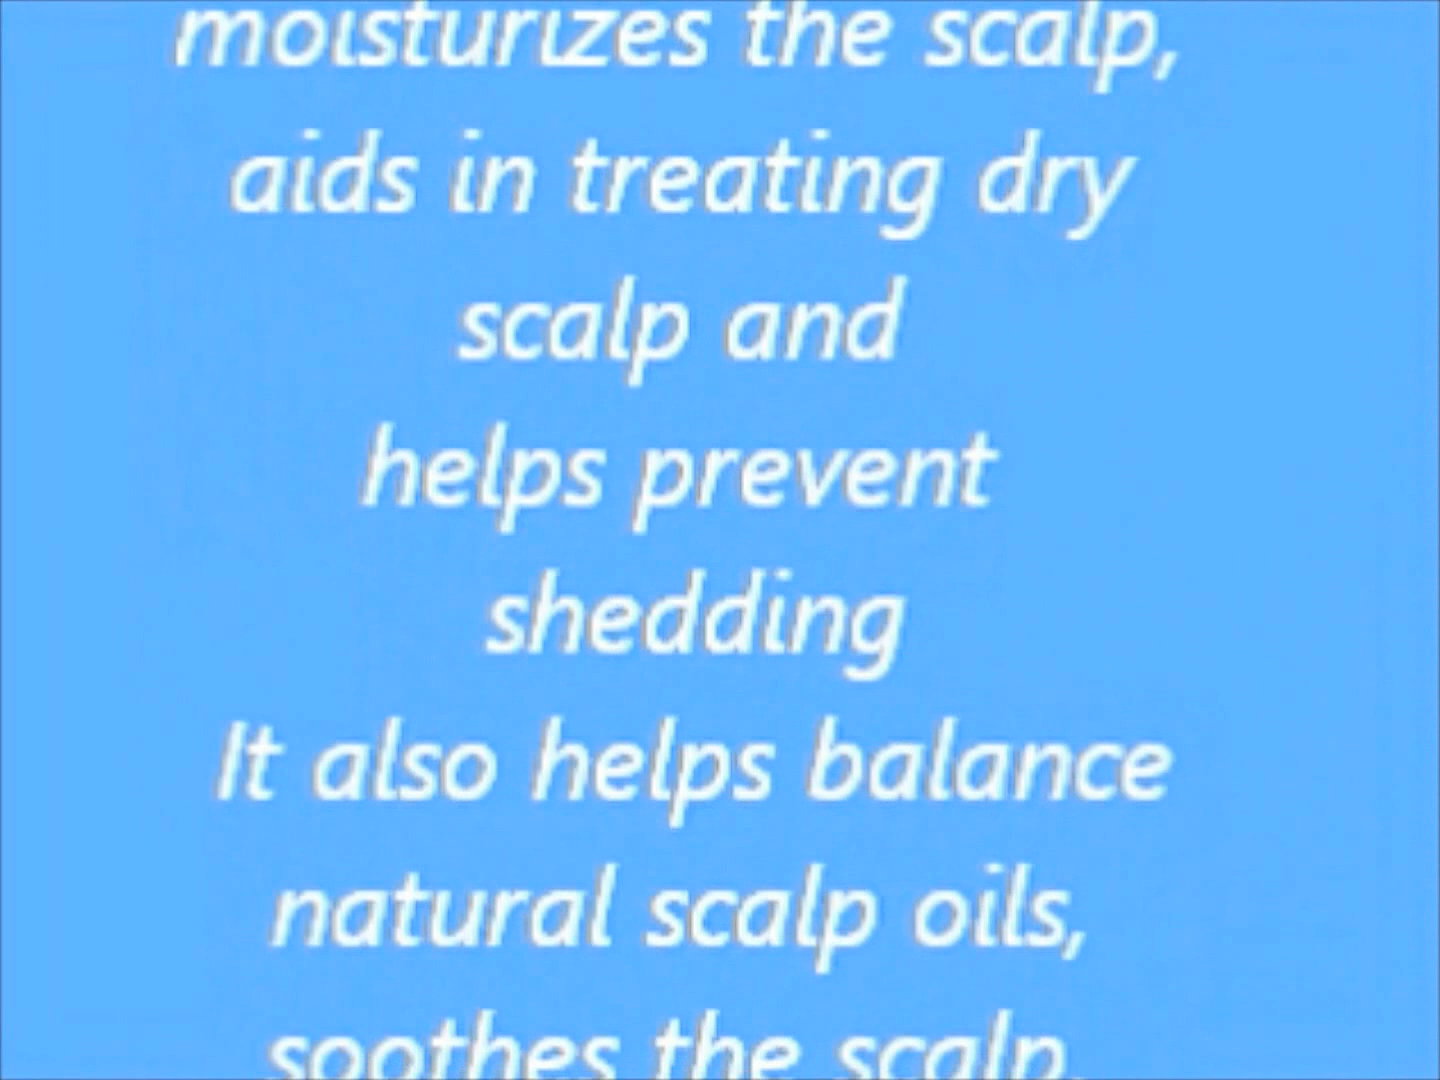 moisturizes the scalp,
aids in treating dry
scalp and
helps prevent
shedding
It also helps balance
natural scalp oils,
soothes the scalp,